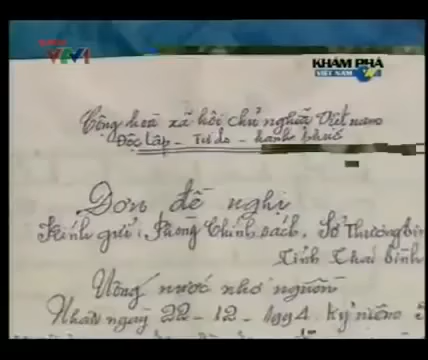 VTV1
KHÁM PHÁ
VIỆT NAM
Cộng hoà xã hội chủ nghĩa Việt nam
Độc lập - Tự do - hạnh phúc
Đơn đề nghị
Kính gửi: Phòng Chính sách, Sở Thương bin
Tỉnh Thái bình
Uống nước nhớ nguồn
Nhân ngày 22-12-1994 kỷ niệm